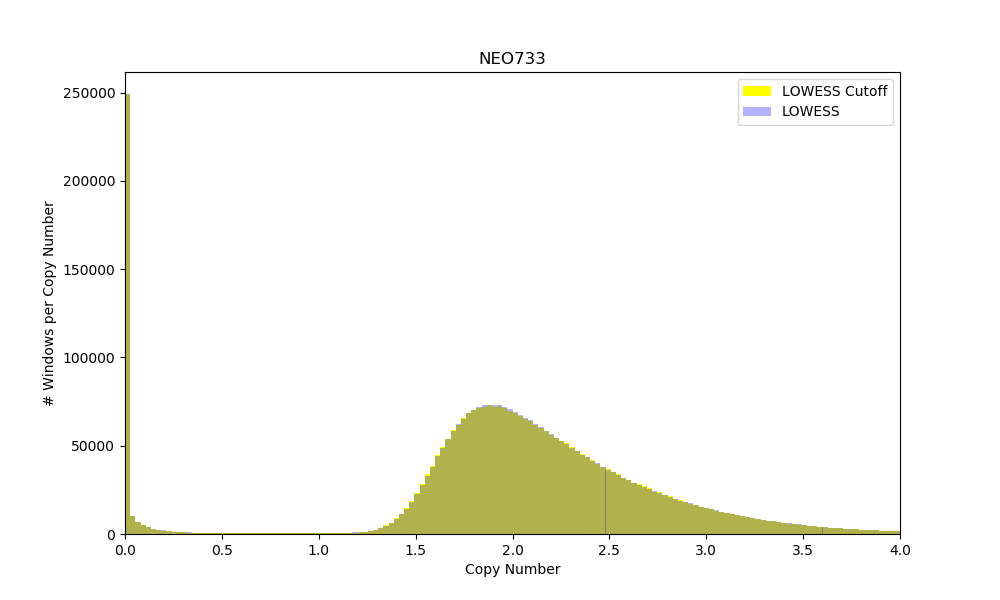 NEO733
LOWESS Cutoff
LOWESS
250000
200000
150000
100000
50000
0
# Windows per Copy Number
0.0 0.5 1.0 1.5 2.0 2.5 3.0 3.5 4.0
Copy Number